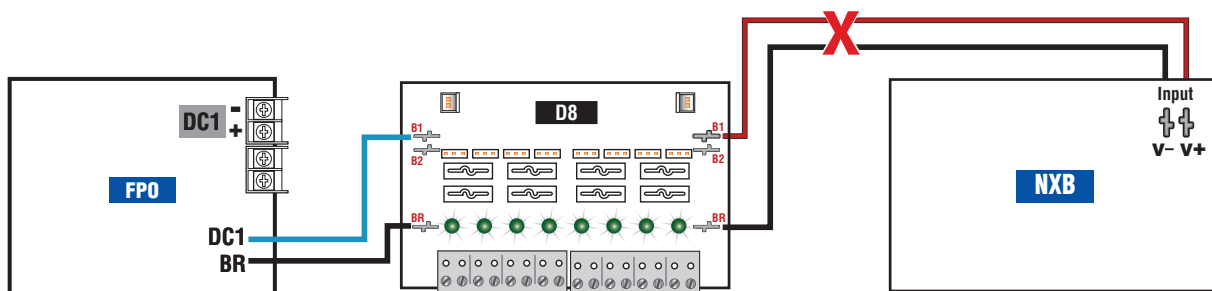 X
DC1
-
+
FPO
DC1
BR
D8
B1
B2
BR
B1
B2
BR
Input
V- V+
NXB